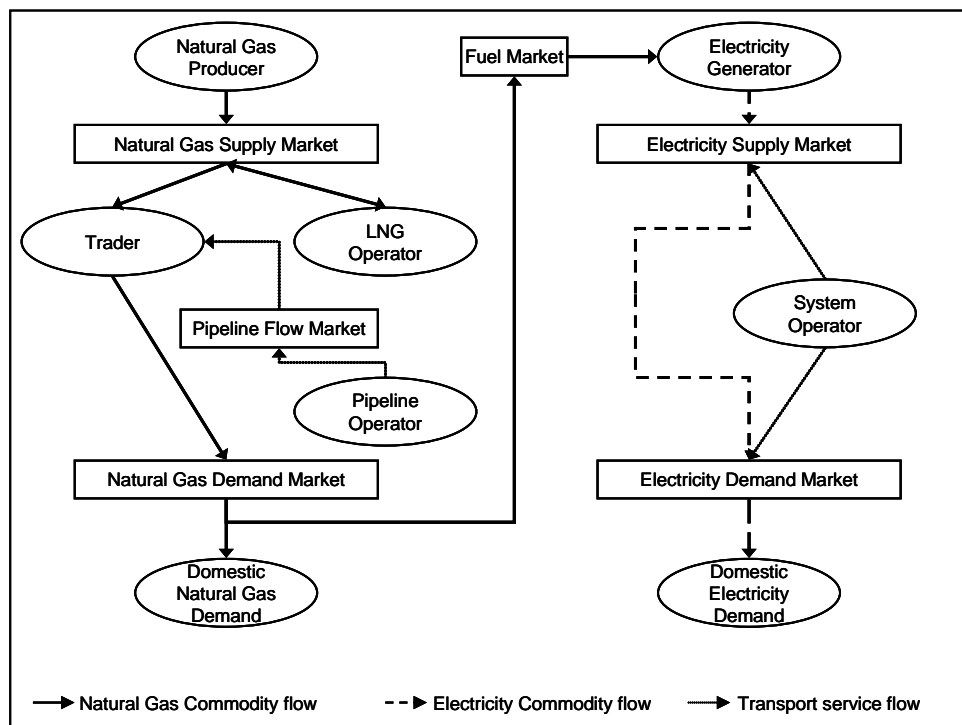 Natural Gas
Producer
Fuel Market
Electricity
Generator
Natural Gas Supply Market
Electricity Supply Market
Trader
LNG
Operator
Pipeline Flow Market
System
Operator
Pipeline
Operator
Natural Gas Demand Market
Electricity Demand Market
Domestic
Natural Gas
Demand
Domestic
Electricity
Demand
Natural Gas Commodity flow
Electricity Commodity flow
Transport service flow